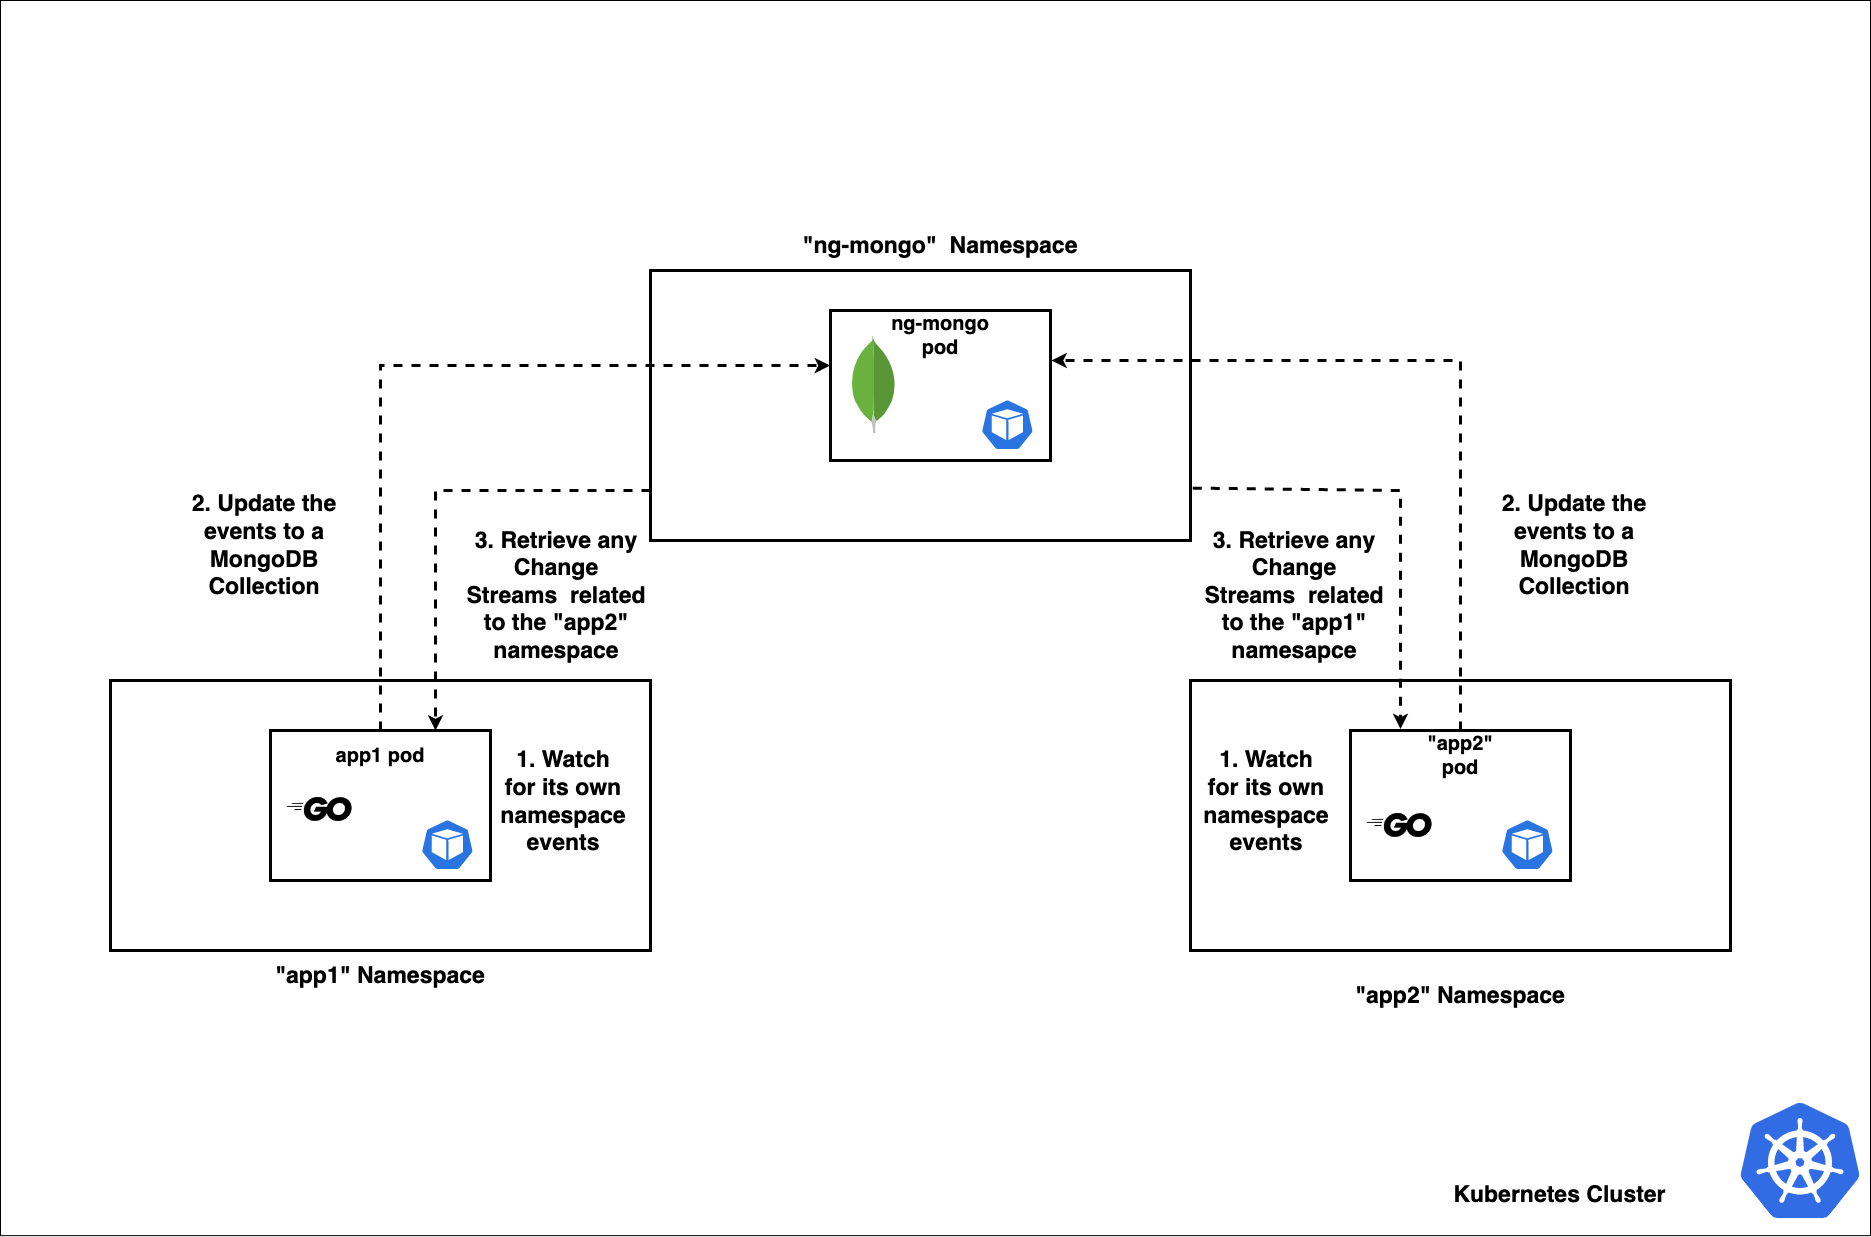 "ng-mongo"  Namespace
ng-mongo
pod
2. Update the
events to a
MongoDB
Collection
3. Retrieve any
Change
Streams  related
to the "app2"
namespace
3. Retrieve any
Change
Streams  related
to the "app1"
namesapce
2. Update the
events to a
MongoDB
Collection
app1 pod
GO
1. Watch
for its own
namespace
events
1. Watch
for its own
namespace
events
"app2"
pod
GO
"app1" Namespace
"app2" Namespace
Kubernetes Cluster